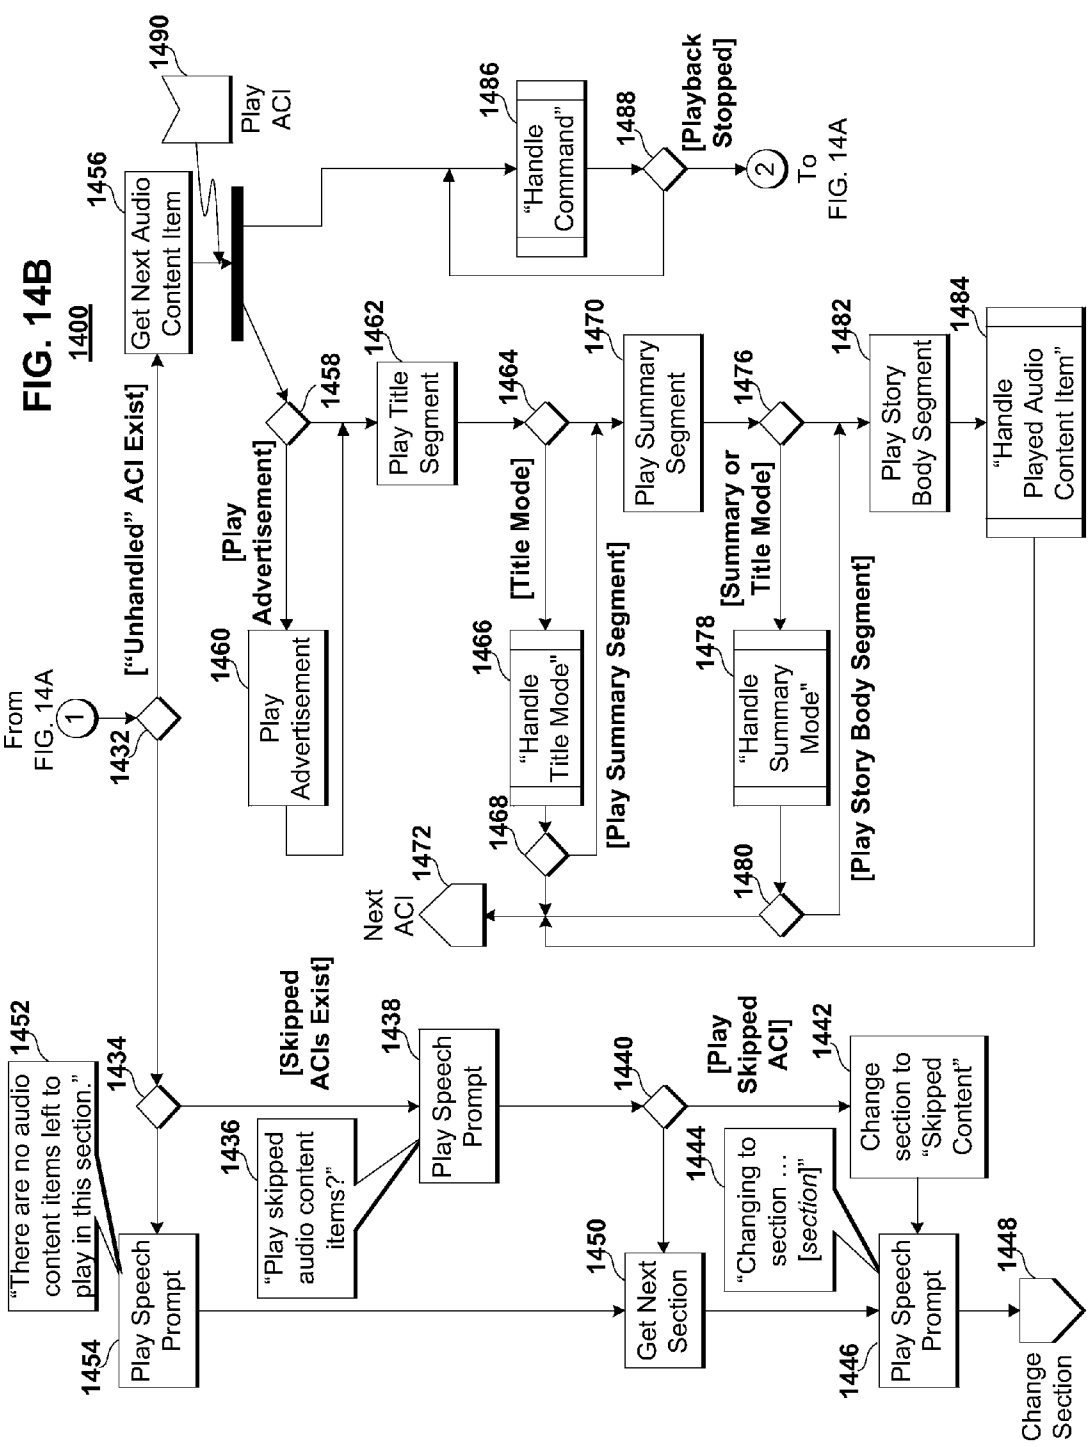 FIG. 14B
1400
From
FIG. 14A
1
1432
["Unhandled" ACI Exist]
1456
Get Next Audio
Content Item
1490
Play
ACI
1452
"There are no audio
content items left to
play in this section."
1434
1454
Play Speech
Prompt
[Skipped
ACIs Exist]
1436
"Play skipped
audio content
items?"
1438
Play Speech
Prompt
1440
[Play
Skipped
ACI]
1442
Change
section to
"Skipped
Content"
1450
Get Next
Section
1444
"Changing to
section ...
[section]"
1446
Play Speech
Prompt
1448
Change
Section
1458
[Play
Advertisement]
1460
Play
Advertisement
1462
Play Title
Segment
1464
[Title Mode]
1466
"Handle
Title Mode"
1468
[Play Summary Segment]
1470
Play Summary
Segment
1472
Next
ACI
1476
[Summary or
Title Mode]
1478
"Handle
Summary
Mode"
1480
[Play Story Body Segment]
1482
Play Story
Body Segment
1484
"Handle
Played Audio
Content Item"
1486
"Handle
Command"
1488
[Playback
Stopped]
2
To
FIG. 14A